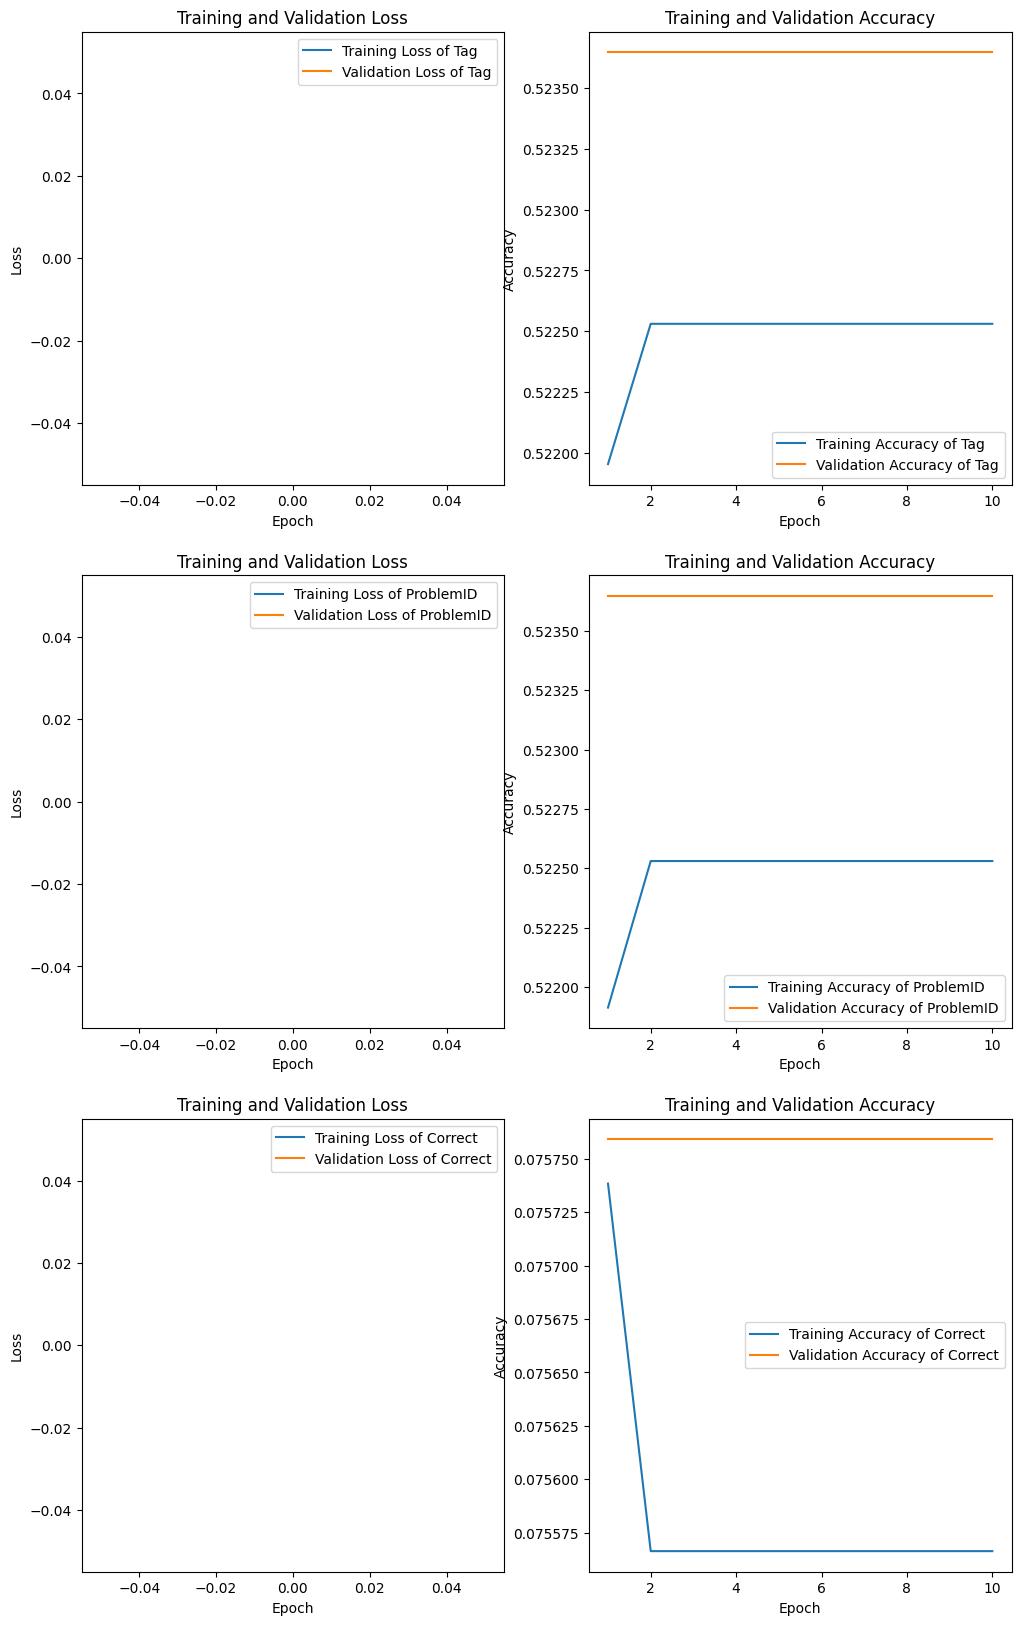 Training and Validation Loss
Training Loss of Tag
Validation Loss of Tag
0.04
0.02
0.00
−0.02
−0.04
Loss
−0.04 −0.02 0.00 0.02 0.04
Epoch
Training and Validation Accuracy
0.52350
0.52325
0.52300
0.52275
0.52250
0.52225
0.52200
Accuracy
Training Accuracy of Tag
Validation Accuracy of Tag
2 4 6 8 10
Epoch
Training and Validation Loss
Training Loss of ProblemID
Validation Loss of ProblemID
0.04
0.02
0.00
−0.02
−0.04
Loss
−0.04 −0.02 0.00 0.02 0.04
Epoch
Training and Validation Accuracy
0.52350
0.52325
0.52300
0.52275
0.52250
0.52225
0.52200
Accuracy
Training Accuracy of ProblemID
Validation Accuracy of ProblemID
2 4 6 8 10
Epoch
Training and Validation Loss
Training Loss of Correct
Validation Loss of Correct
0.04
0.02
0.00
−0.02
−0.04
Loss
−0.04 −0.02 0.00 0.02 0.04
Epoch
Training and Validation Accuracy
0.075750
0.075725
0.075700
0.075675
0.075650
0.075625
0.075600
0.075575
Accuracy
Training Accuracy of Correct
Validation Accuracy of Correct
2 4 6 8 10
Epoch